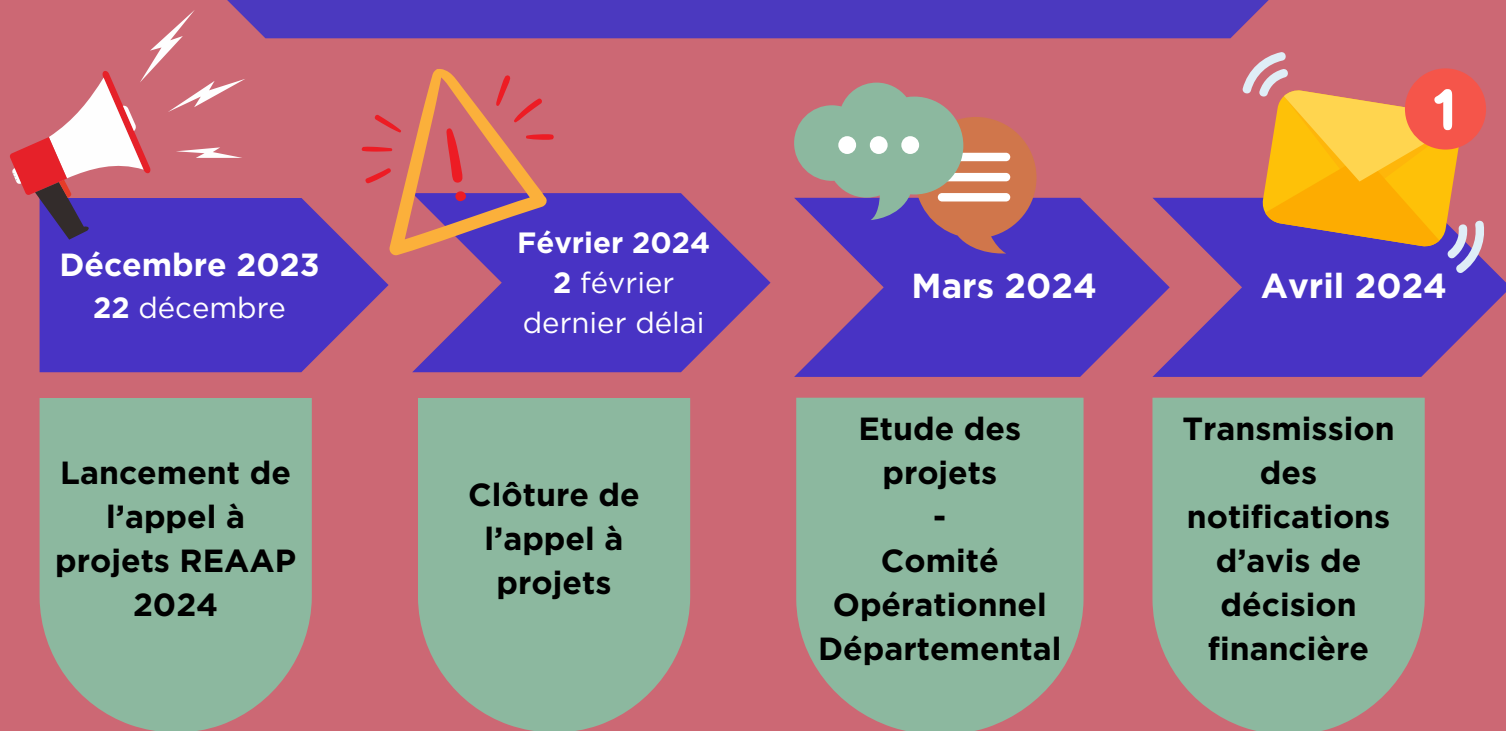 1
Décembre 2023
22 décembre
Février 2024
2 février
dernier délai
Mars 2024
Avril 2024
Lancement de
l’appel à
projets REAAP
2024
Clôture de
l’appel à
projets
Etude des
projets
-
Comité
Opérationnel
Départemental
Transmission
des
notifications
d’avis de
décision
financière